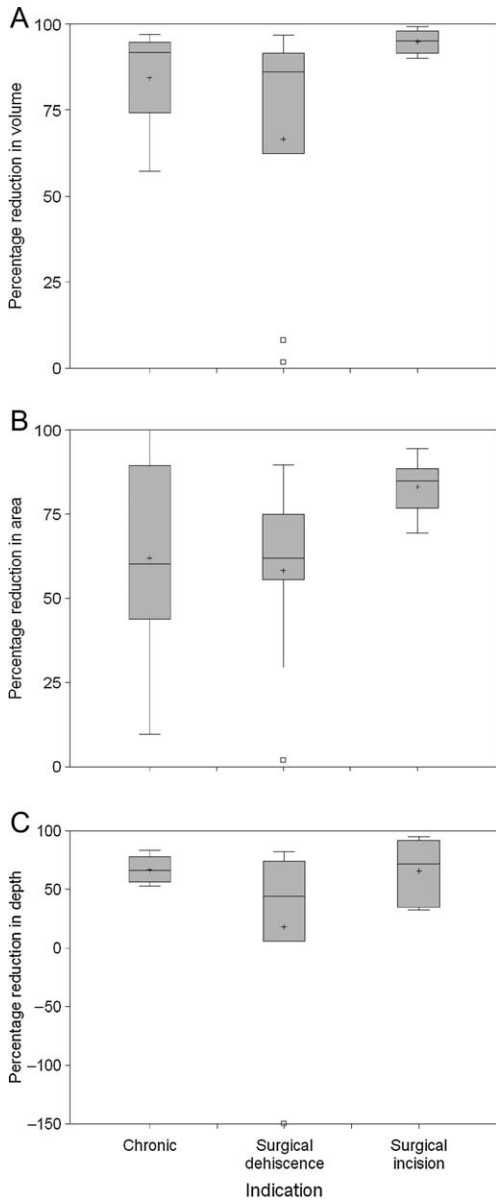 A
Percentage reduction in volume
100
75
50
25
0
B
Percentage reduction in area
100
75
50
25
0
C
Percentage reduction in depth
100
50
0
–50
–100
–150
Chronic
Surgical
dehiscence
Surgical
incision
Indication